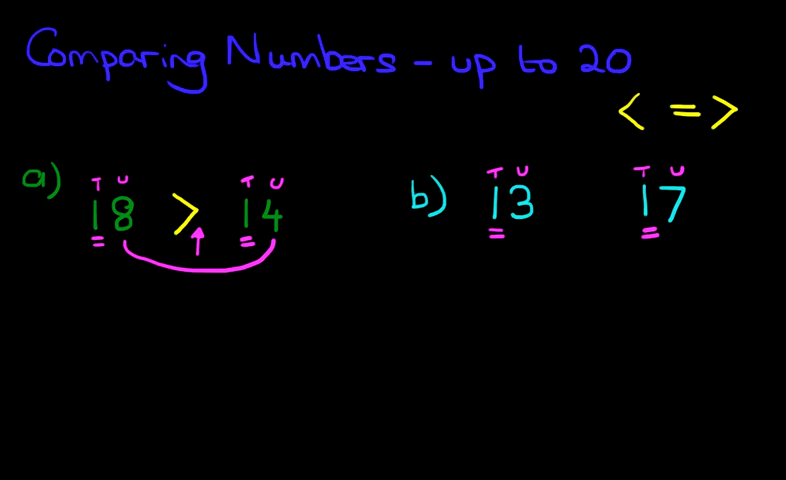 Comparing Numbers - up to 20
< = >
a) T U T U b) T U T U
18 > 14 13 17